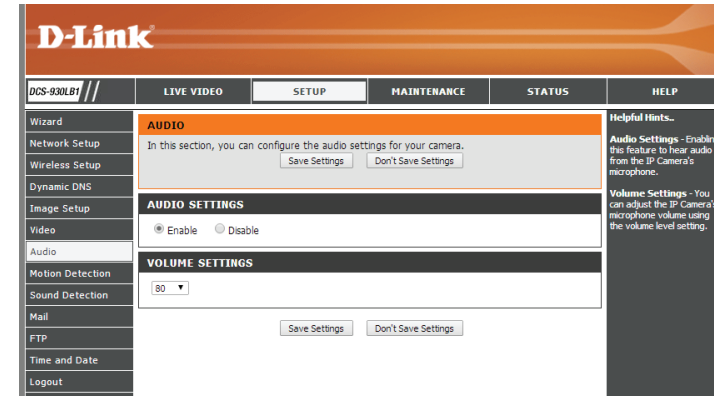 D-Link
DCS-930LB1 //
LIVE VIDEO
SETUP
MAINTENANCE
STATUS
HELP
Wizard
Network Setup
Wireless Setup
Dynamic DNS
Image Setup
Video
Audio
Motion Detection
Sound Detection
Mail
FTP
Time and Date
Logout
AUDIO
In this section, you can configure the audio settings for your camera.
Save Settings Don't Save Settings
AUDIO SETTINGS
Enable Disable
VOLUME SETTINGS
80
Save Settings Don't Save Settings
Helpful Hints..
Audio Settings - Enablin
this feature to hear audio
from the IP Camera's
microphone.
Volume Settings - You
can adjust the IP Camera's
microphone volume using
the volume level setting.